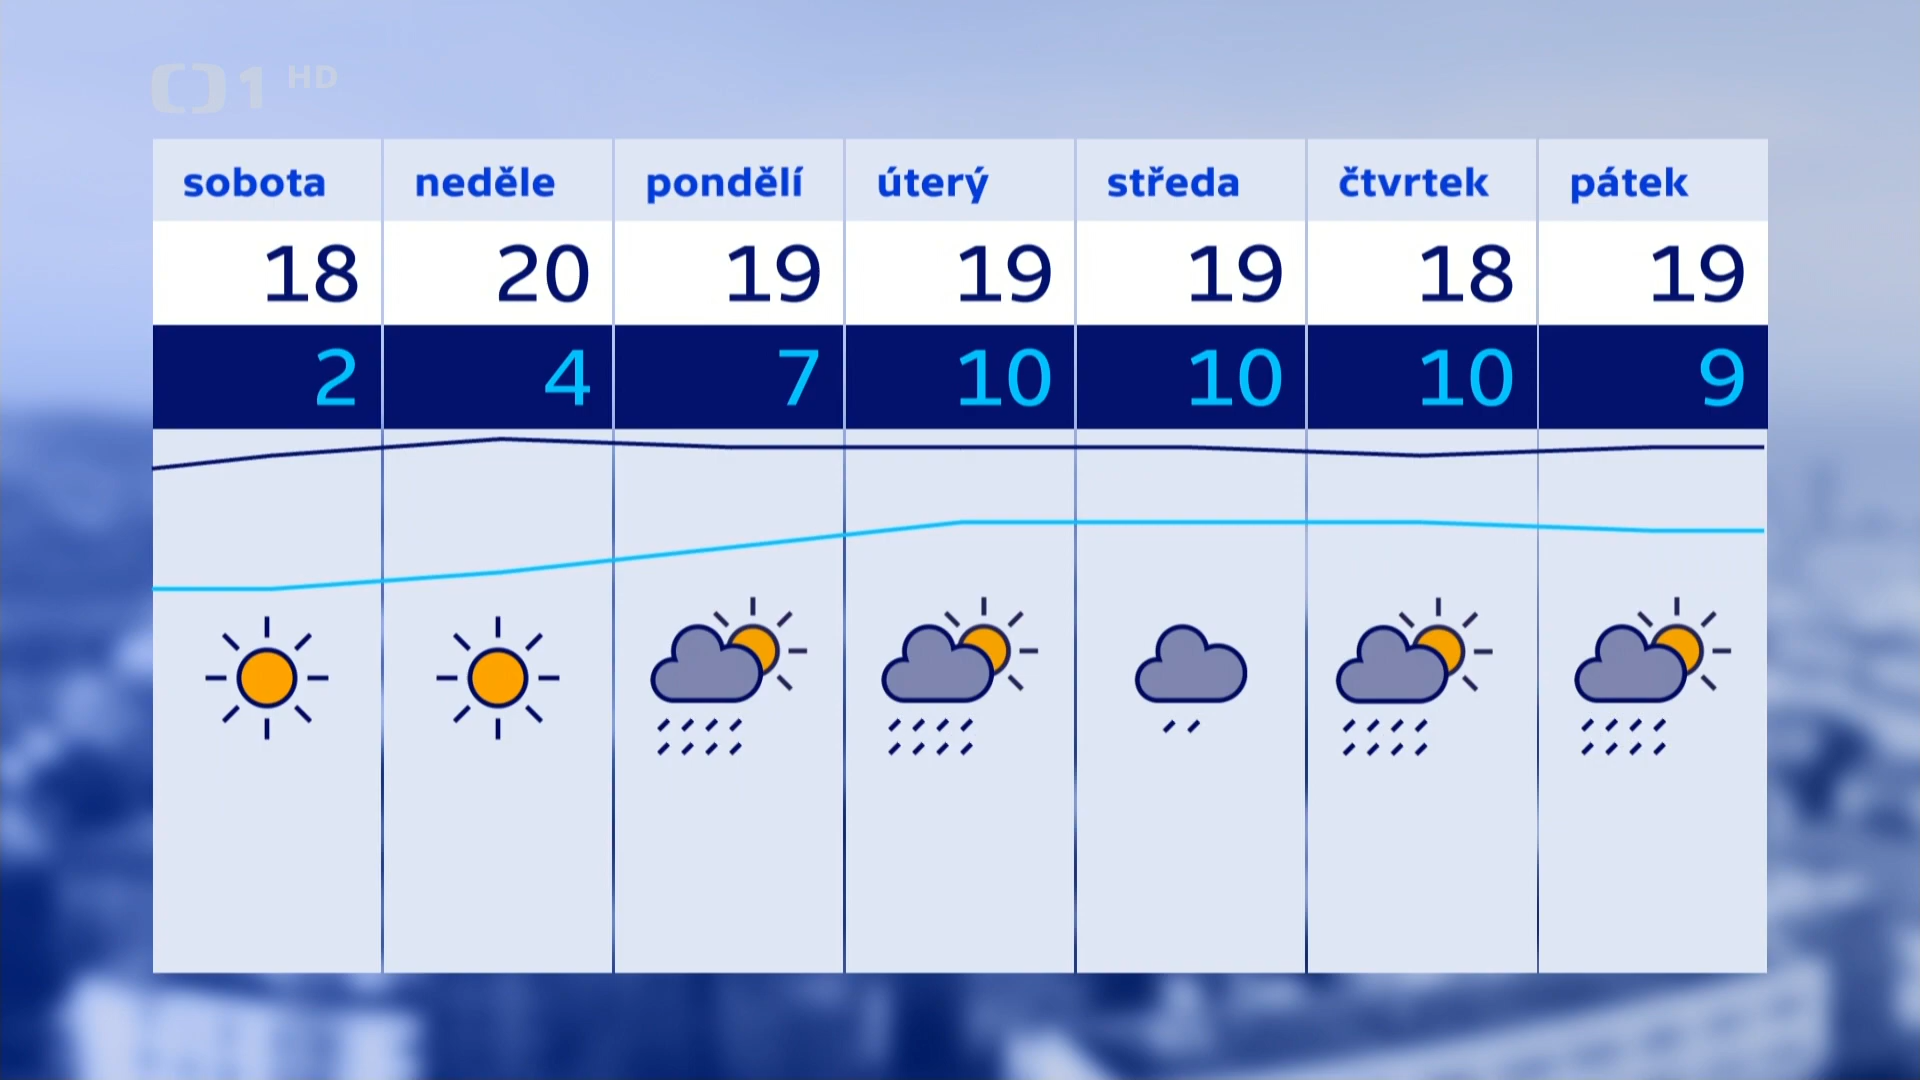 1 HD
sobota neděle pondělí úterý středa čtvrtek pátek
18 20 19 19 19 18 19
2 4 7 10 10 10 9